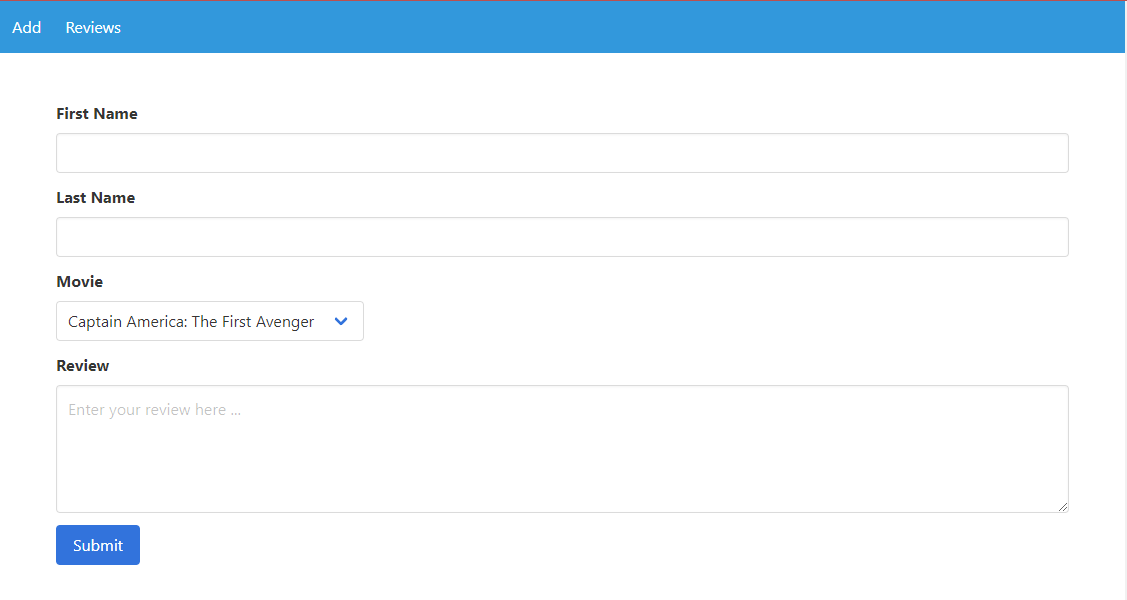 Add Reviews
First Name
Last Name
Movie
Captain America: The First Avenger
Review
Enter your review here ...
Submit